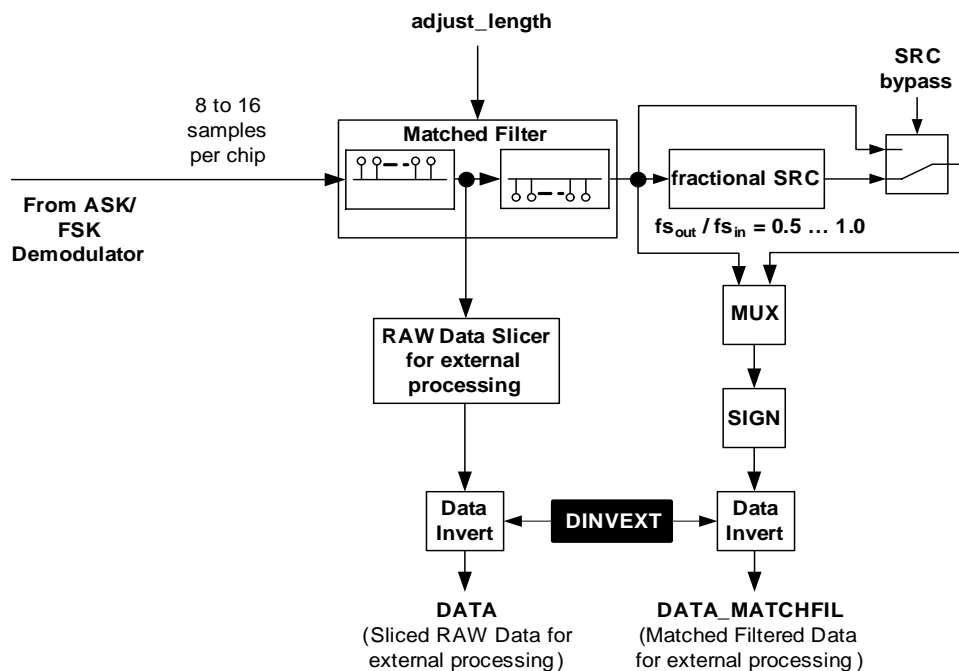 adjust_length
SRC
bypass
8 to 16
samples
per chip
Matched Filter
From ASK/
FSK
Demodulator
fractional SRC
fsout / fsin = 0.5 … 1.0
MUX
RAW Data Slicer
for external
processing
SIGN
Data
Invert
DINVEXT
Data
Invert
DATA
(Sliced RAW Data for
external processing)
DATA_MATCHFIL
(Matched Filtered Data
for external processing)